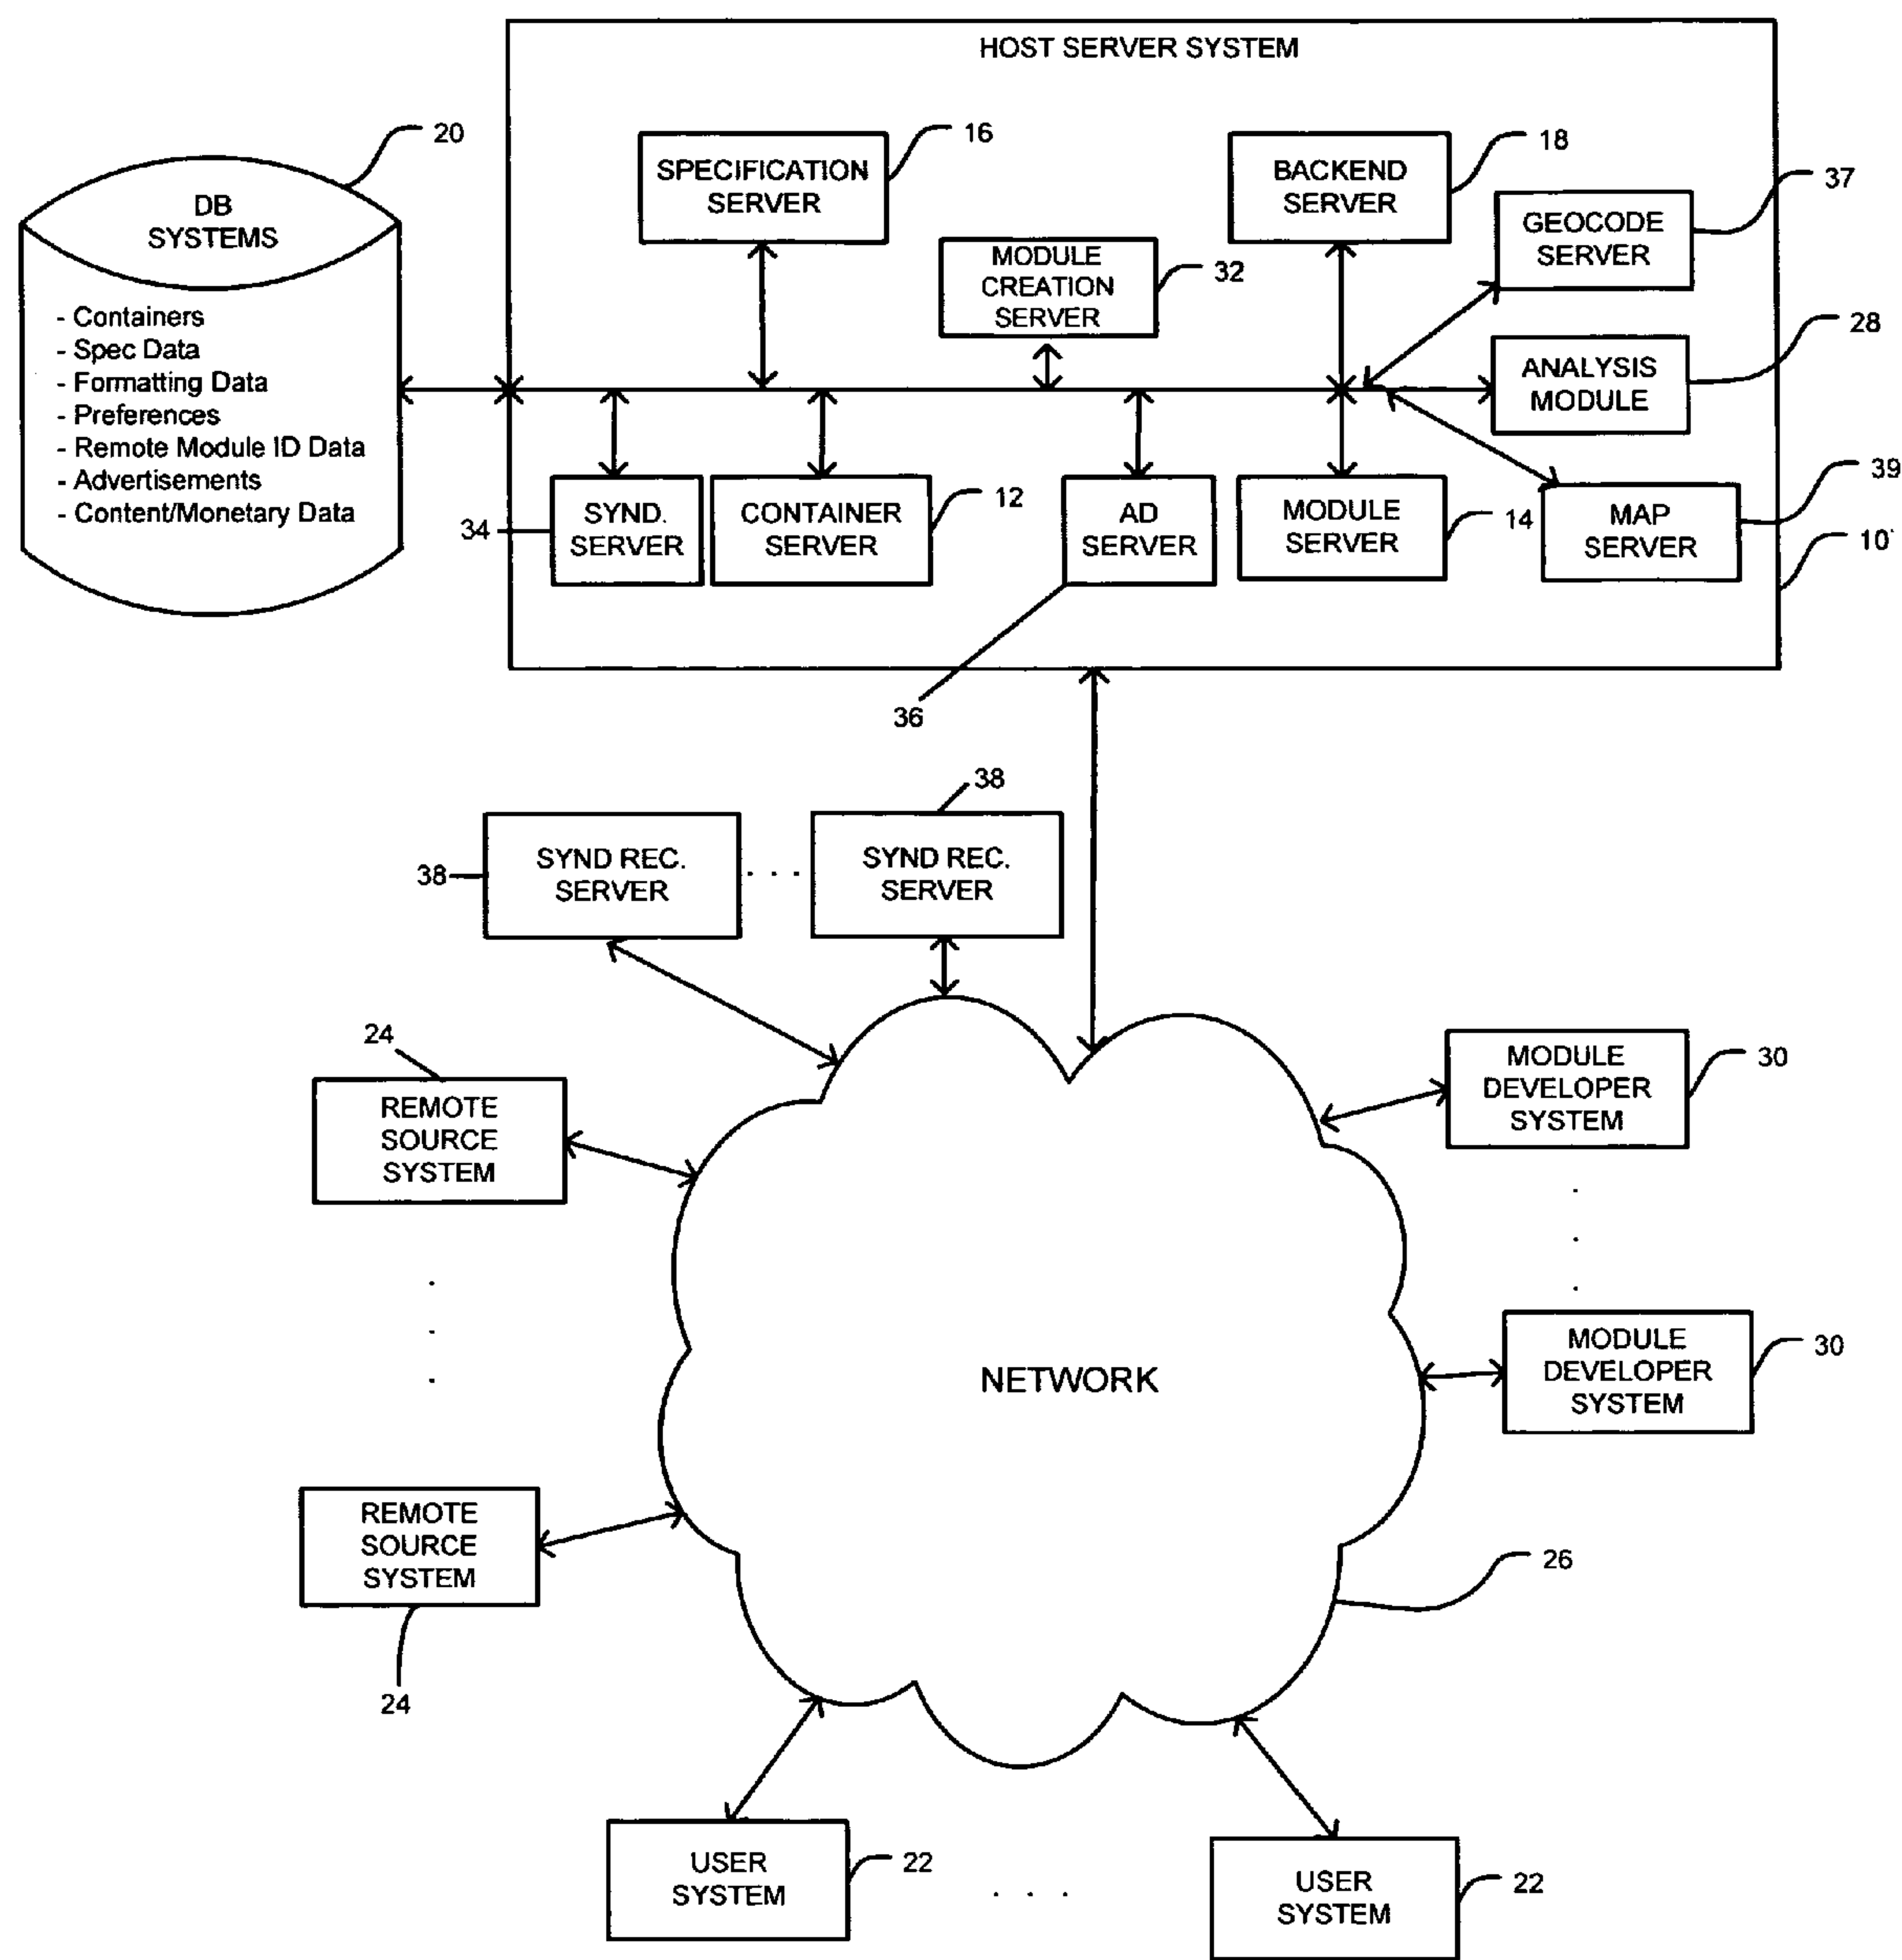 HOST SERVER SYSTEM
20
DB
SYSTEMS
- Containers
- Spec Data
- Formatting Data
- Preferences
- Remote Module ID Data
- Advertisements
- Content/Monetary Data
SPECIFICATION
SERVER
16
MODULE
CREATION
SERVER
32
BACKEND
SERVER
18
GEOCODE
SERVER
37
ANALYSIS
MODULE
28
34
SYND.
SERVER
CONTAINER
SERVER
12
AD
SERVER
36
MODULE
SERVER
14
MAP
SERVER
39
10
38
SYND REC.
SERVER
. . .
38
SYND REC.
SERVER
24
REMOTE
SOURCE
SYSTEM
.
.
.
REMOTE
SOURCE
SYSTEM
24
MODULE
DEVELOPER
SYSTEM
30
.
.
.
MODULE
DEVELOPER
SYSTEM
30
NETWORK
26
USER
SYSTEM
22
. . .
USER
SYSTEM
22